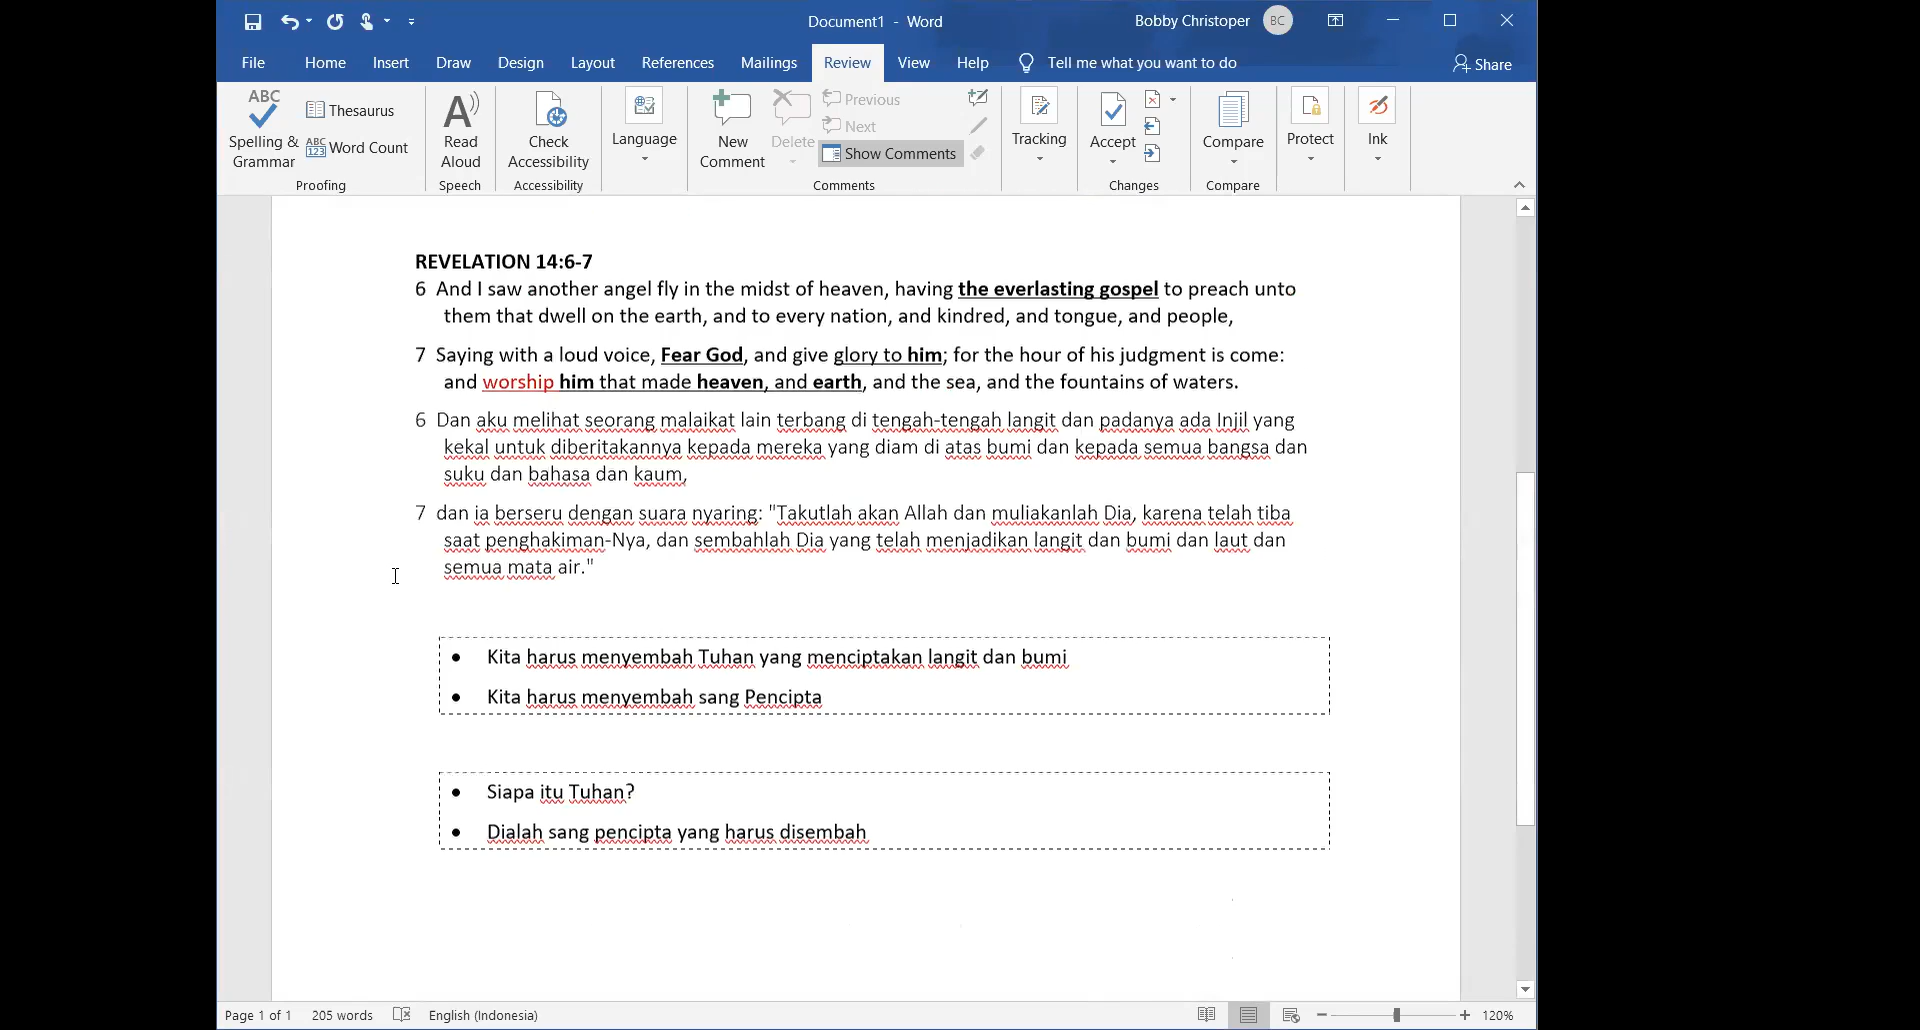 Document1 - Word
Bobby Christoper
BC
File Home Insert Draw Design Layout References Mailings Review View Help Tell me what you want to do Share
ABC
Spelling & Grammar
Thesaurus
ABC 123 Word Count
Proofing
A
Read Aloud
Speech
Check Accessibility
Accessibility
Language
New Comment
Delete
Previous
Next
Show Comments
Comments
Tracking
Accept
Changes
Compare
Compare
Protect
Ink
REVELATION 14:6-7
6 And I saw another angel fly in the midst of heaven, having the everlasting gospel to preach unto
them that dwell on the earth, and to every nation, and kindred, and tongue, and people,
7 Saying with a loud voice, Fear God, and give glory to him; for the hour of his judgment is come:
and worship him that made heaven, and earth, and the sea, and the fountains of waters.
6 Dan aku melihat seorang malaikat lain terbang di tengah-tengah langit dan padanya ada Injil yang
kekal untuk diberitakannya kepada mereka yang diam di atas bumi dan kepada semua bangsa dan
suku dan bahasa dan kaum,
7 dan ia berseru dengan suara nyaring: "Takutlah akan Allah dan muliakanlah Dia, karena telah tiba
saat penghakiman-Nya, dan sembahlah Dia yang telah menjadikan langit dan bumi dan laut dan
semua mata air."
• Kita harus menyembah Tuhan yang menciptakan langit dan bumi
• Kita harus menyembah sang Pencipta
• Siapa itu Tuhan?
• Dialah sang pencipta yang harus disembah
Page 1 of 1 205 words English (Indonesia) 120%